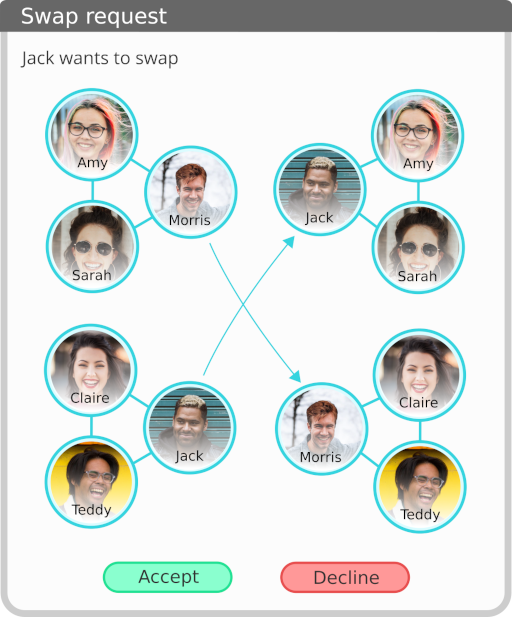 Swap request
Jack wants to swap
Amy
Morris
Sarah
Jack
Amy
Sarah
Claire
Jack
Teddy
Claire
Morris
Teddy
Accept
Decline